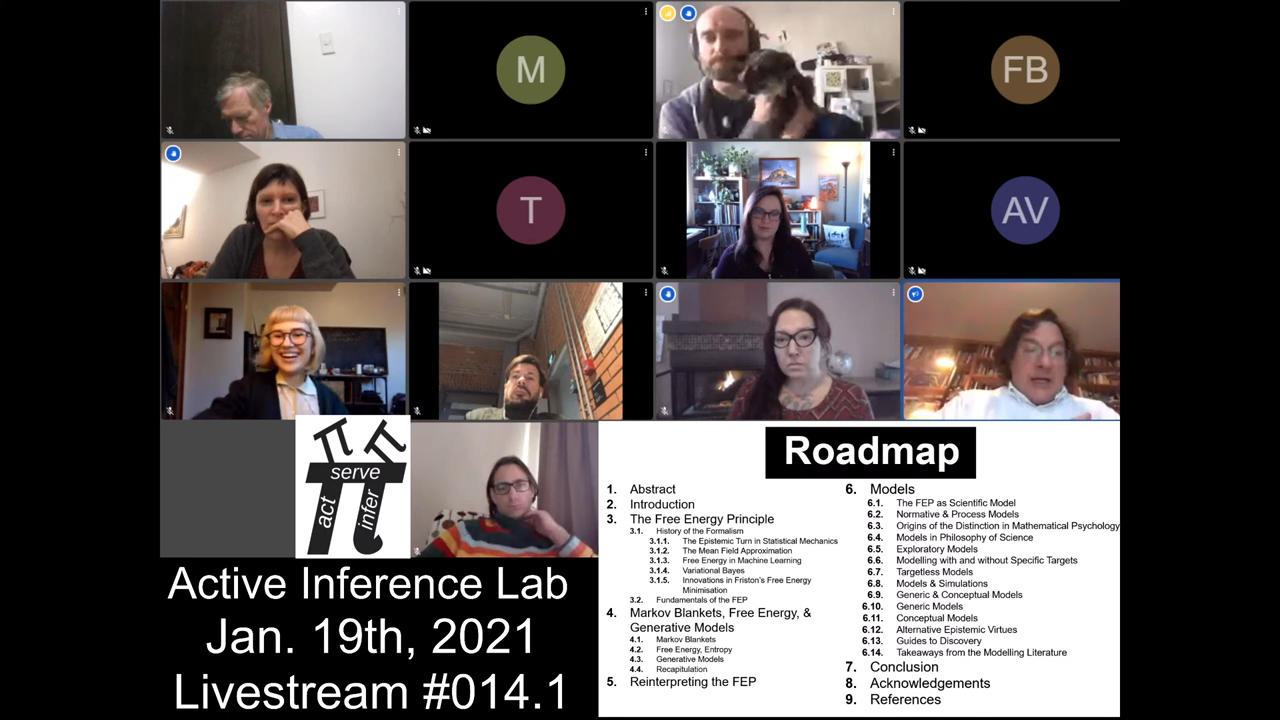 M
FB
T
AV
π π
serve
π
act
infer
Active Inference Lab
Jan. 19th, 2021
Livestream #014.1
Roadmap
1. Abstract
2. Introduction
3. The Free Energy Principle
3.1. History of the Formalism
3.1.1. The Epistemic Turn in Statistical Mechanics
3.1.2. The Mean Field Approximation
3.1.3. Free Energy in Machine Learning
3.1.4. Variational Bayes
3.1.5. Innovations in Friston's Free Energy
Minimisation
3.2. Fundamentals of the FEP
4. Markov Blankets, Free Energy, &
Generative Models
4.1. Markov Blankets
4.2. Free Energy, Entropy
4.3. Generative Models
4.4. Recapitulation
5. Reinterpreting the FEP
6. Models
6.1. The FEP as Scientific Model
6.2. Normative & Process Models
6.3. Origins of the Distinction in Mathematical Psychology
6.4. Models in Philosophy of Science
6.5. Exploratory Models
6.6. Modelling with and without Specific Targets
6.7. Targetless Models
6.8. Models & Simulations
6.9. Generic & Conceptual Models
6.10. Generic Models
6.11. Conceptual Models
6.12. Alternative Epistemic Virtues
6.13. Guides to Discovery
6.14. Takeaways from the Modelling Literature
7. Conclusion
8. Acknowledgements
9. References